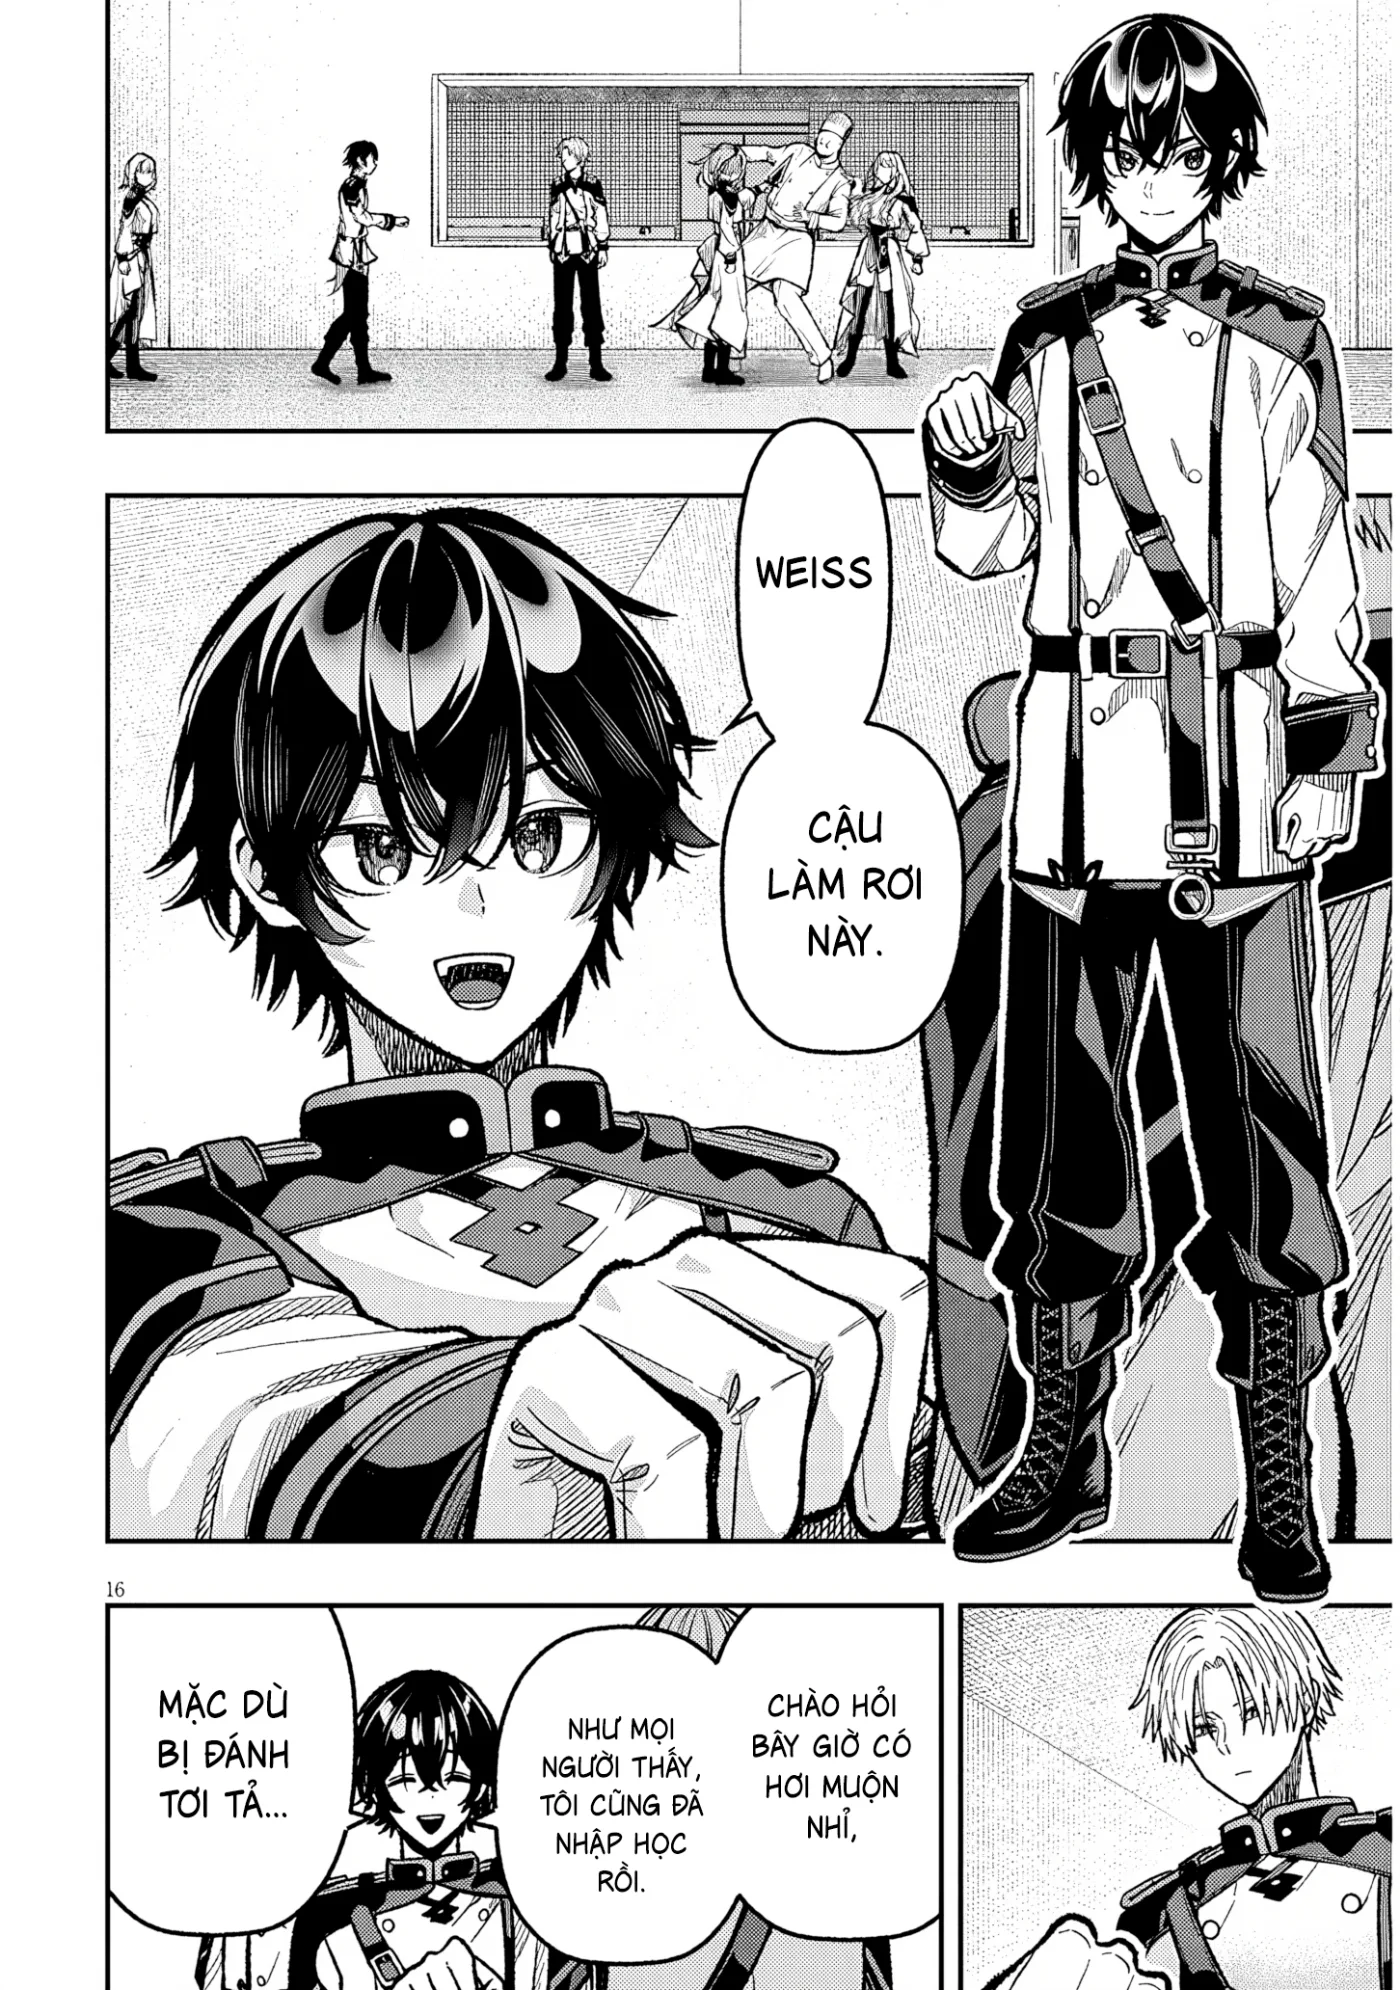 WEISS
CẬU
LÀM RƠI
NÀY.
16
CHÀO HỎI
BÂY GIỜ CÓ
HƠI MUỘN
NHỈ,
NHƯ MỌI
NGƯỜI THẤY,
TÔI CŨNG ĐÃ
NHẬP HỌC
RỒI.
MẶC DÙ
BỊ ĐÁNH
TƠI TẢ...